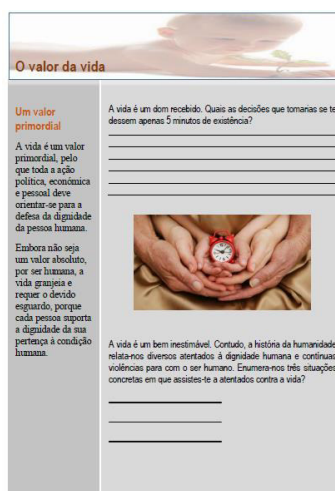 O valor da vida
Um valor
primordial
A vida é um valor
primordial, pelo
que toda a ação
política, económica
e pessoal deve
orientar-se para a
defesa da dignidade
da pessoa humana.
Embora não seja
um valor absoluto,
por ser humana, a
vida granjeia e
requer o devido
esguardo, porque
cada pessoa suporta
a dignidade da sua
pertença à condição
humana.
A vida é um dom recebido. Quais as decisões que tomarias se te
dessem apenas 5 minutos de existência?
A vida é um bem inestimável. Contudo, a história da humanidade
relata-nos diversos atentados à dignidade humana e contínuas
violências para com o ser humano. Enumera-nos três situações
concretas em que assistes-te a atentados contra a vida?